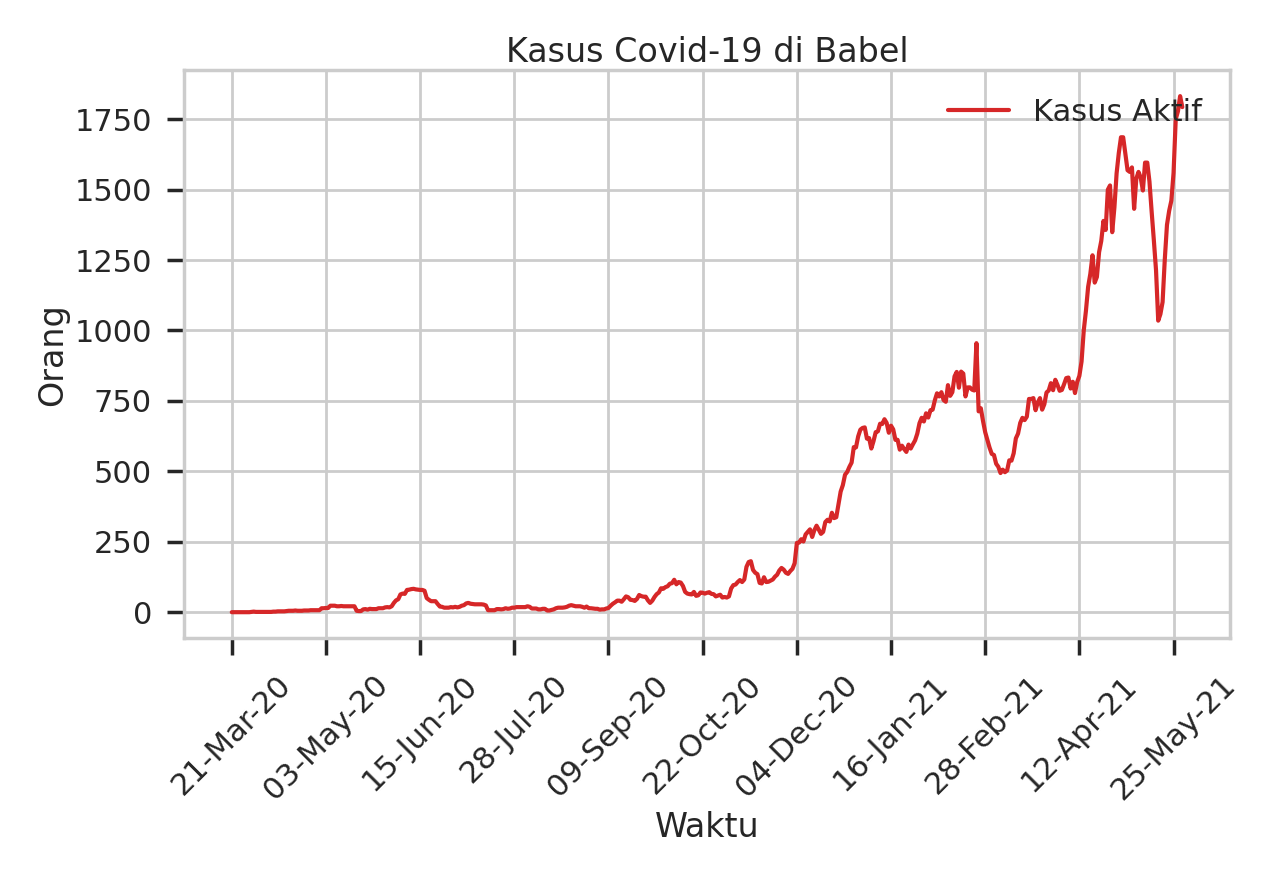 Kasus Covid-19 di Babel
Kasus Aktif
1750
1500
1250
1000
750
500
250
0
Orang
21-Mar-20
03-May-20
15-Jun-20
28-Jul-20
09-Sep-20
22-Oct-20
04-Dec-20
16-Jan-21
28-Feb-21
12-Apr-21
25-May-21
Waktu